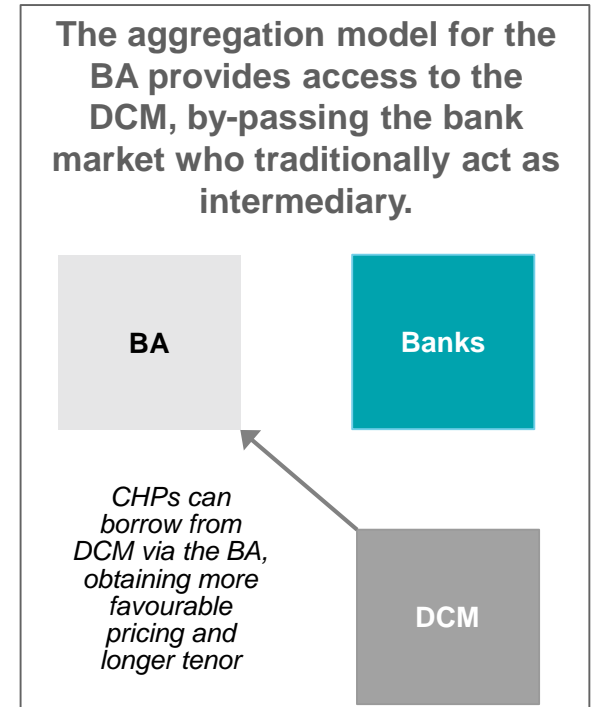 The aggregation model for the
BA provides access to the
DCM, by-passing the bank
market who traditionally act as
intermediary.
BA
Banks
CHPs can
borrow from
DCM via the BA,
obtaining more
favourable
pricing and
longer tenor
DCM